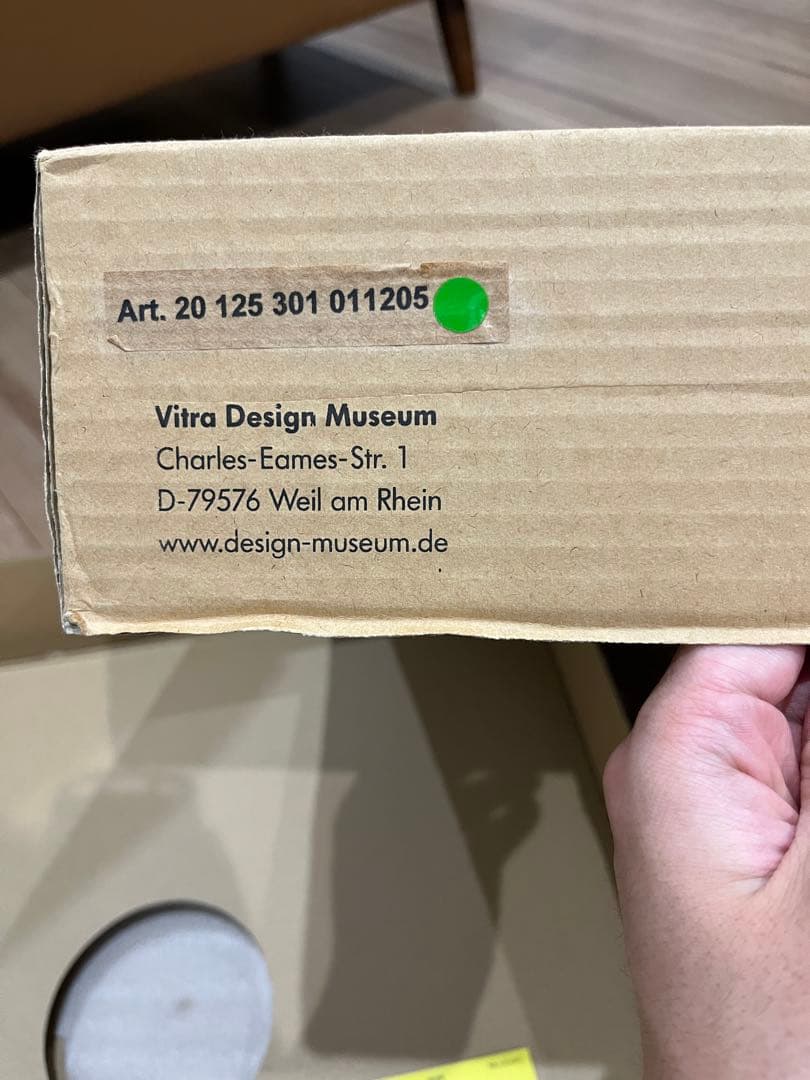 Art. 20 125 301 011205
Vitra Design Museum
Charles-Eames-Str. 1
D-79576 Weil am Rhein
www.design-museum.de